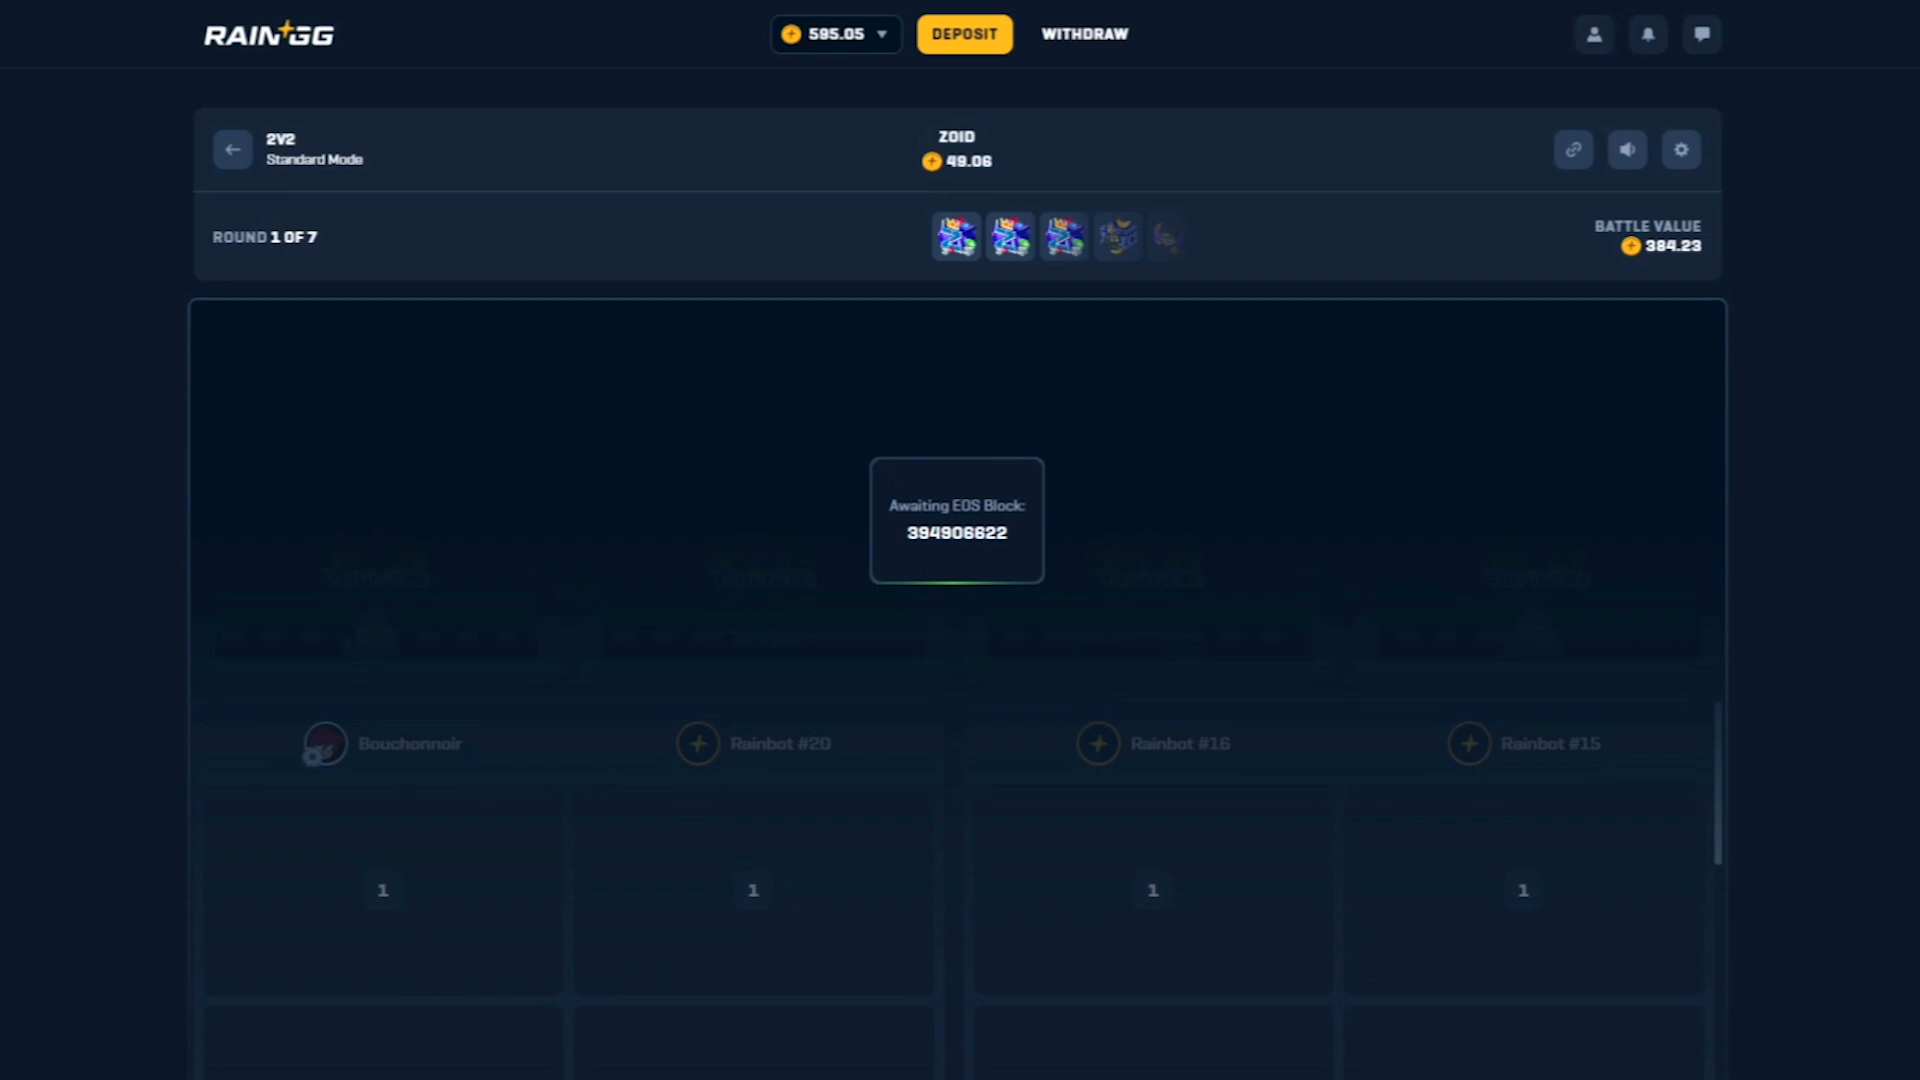 RAIN GG
595.05
DEPOSIT
WITHDRAW
2V2
Standard Mode
ZOID
49.06
ROUND 1 OF 7
BATTLE VALUE
384.23
Awaiting EOS Block:
394906622
Bouchonnoir
Rainbot #20
Rainbot #16
Rainbot #15
1
1
1
1